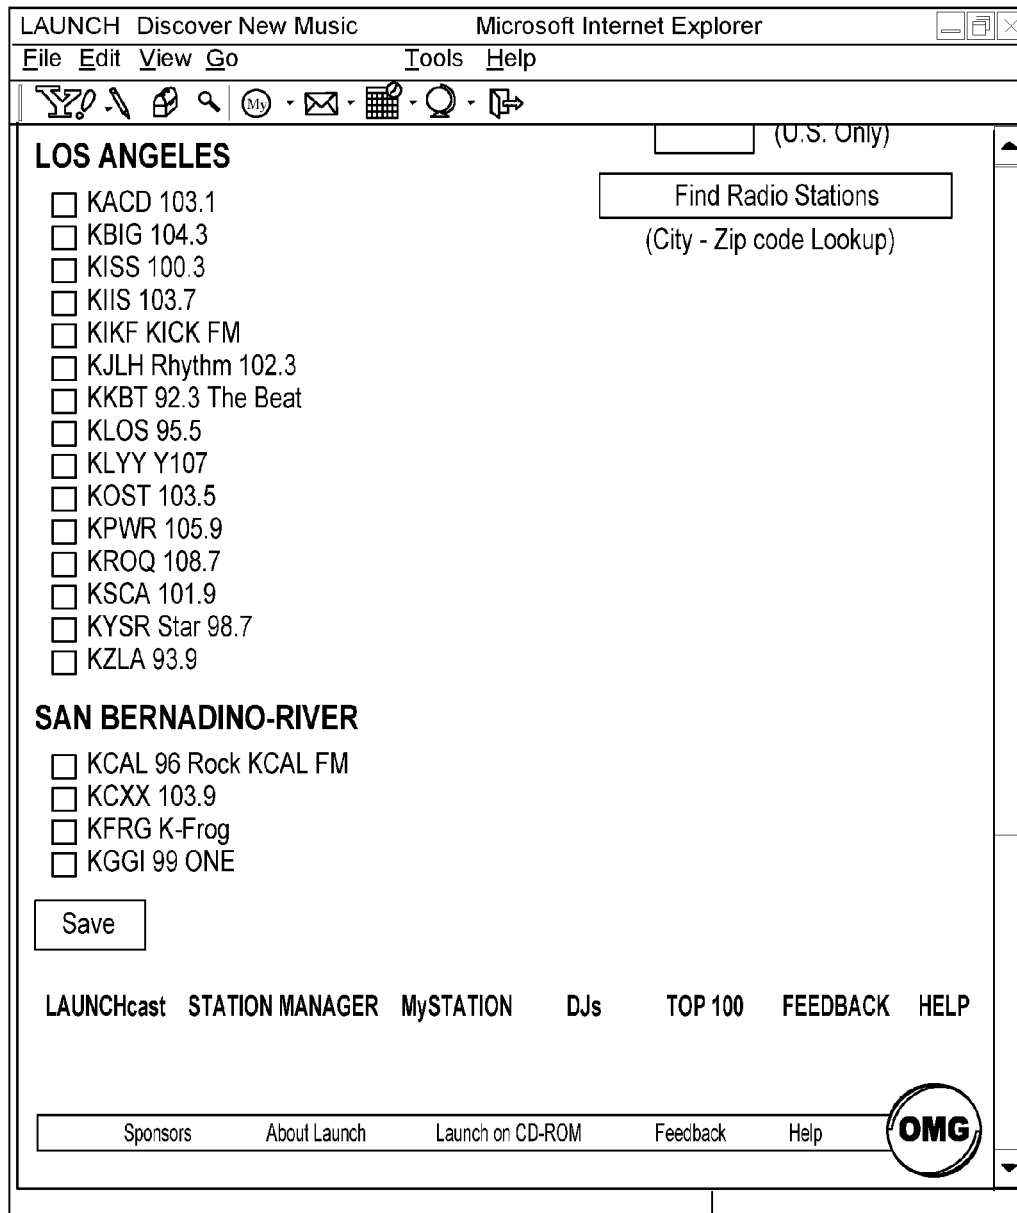 LAUNCH Discover New Music Microsoft Internet Explorer
File Edit View Go Tools Help
Y! My
(U.S. Only)
LOS ANGELES
KACD 103.1
KBIG 104.3
KISS 100.3
KIIS 103.7
KIKF KICK FM
KJLH Rhythm 102.3
KKBT 92.3 The Beat
KLOS 95.5
KLYY Y107
KOST 103.5
KPWR 105.9
KROQ 108.7
KSCA 101.9
KYSR Star 98.7
KZLA 93.9
Find Radio Stations
(City - Zip code Lookup)
SAN BERNADINO-RIVER
KCAL 96 Rock KCAL FM
KCXX 103.9
KFRG K-Frog
KGGI 99 ONE
Save
LAUNCHcast STATION MANAGER MySTATION DJs TOP 100 FEEDBACK HELP
Sponsors About Launch Launch on CD-ROM Feedback Help OMG